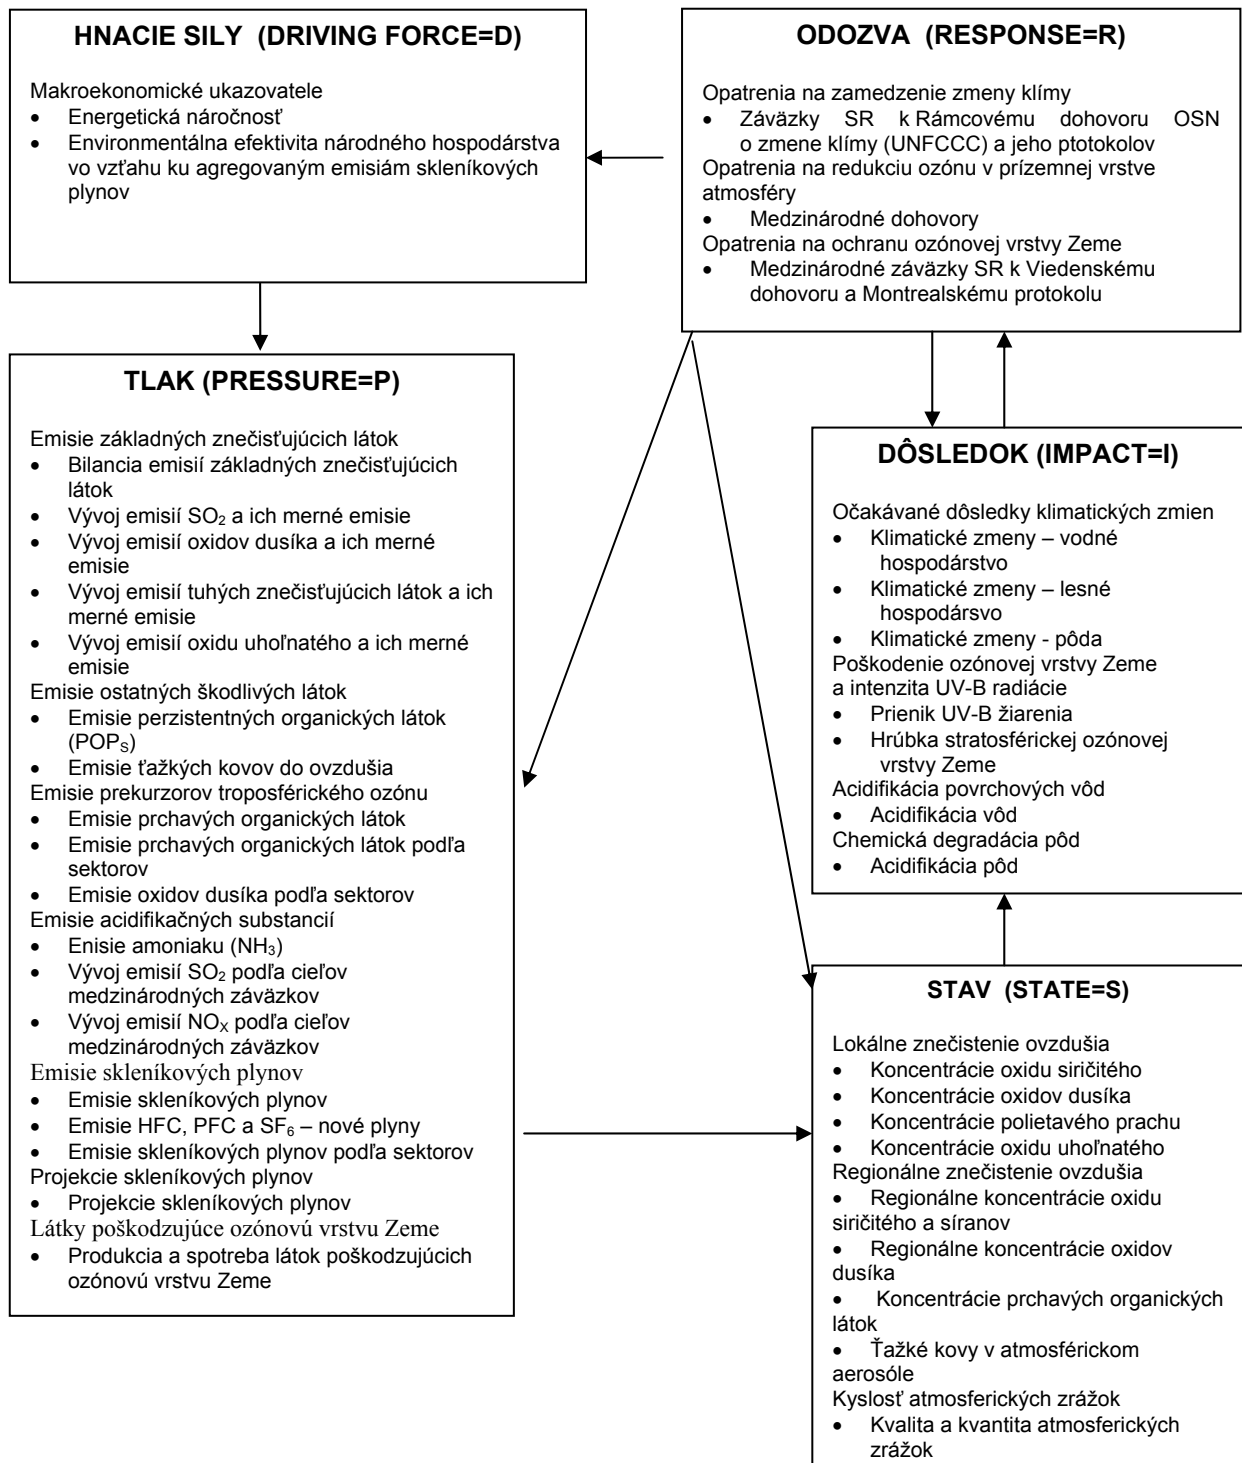 HNACIE SILY (DRIVING FORCE=D)
Makroekonomické ukazovatele
• Energetická náročnosť
• Environmentálna efektivita národného hospodárstva
vo vzťahu ku agregovaným emisiám skleníkových
plynov
ODOZVA (RESPONSE=R)
Opatrenia na zamedzenie zmeny klímy
• Záväzky SR k Rámcovému dohovoru OSN
o zmene klímy (UNFCCC) a jeho ptotokolov
Opatrenia na redukciu ozónu v prízemnej vrstve
atmosféry
• Medzinárodné dohovory
Opatrenia na ochranu ozónovej vrstvy Zeme
• Medzinárodné záväzky SR k Viedenskému
dohovoru a Montrealskému protokolu
TLAK (PRESSURE=P)
Emisie základných znečisťujúcich látok
• Bilancia emisií základných znečisťujúcich
látok
• Vývoj emisií SO₂ a ich merné emisie
• Vývoj emisií oxidov dusíka a ich merné
emisie
• Vývoj emisií tuhých znečisťujúcich látok a ich
merné emisie
• Vývoj emisií oxidu uhoľnatého a ich merné
emisie
Emisie ostatných škodlivých látok
• Emisie perzistentných organických látok
(POPS)
• Emisie ťažkých kovov do ovzdušia
Emisie prekurzorov troposférického ozónu
• Emisie prchavých organických látok
• Emisie prchavých organických látok podľa
sektorov
• Emisie oxidov dusíka podľa sektorov
Emisie acidifikačných substancií
• Enisie amoniaku (NH₃)
• Vývoj emisií SO₂ podľa cieľov
medzinárodných záväzkov
• Vývoj emisií NOX podľa cieľov
medzinárodných záväzkov
Emisie skleníkových plynov
• Emisie skleníkových plynov
• Emisie HFC, PFC a SF₆ – nové plyny
• Emisie skleníkových plynov podľa sektorov
Projekcie skleníkových plynov
• Projekcie skleníkových plynov
Látky poškodzujúce ozónovú vrstvu Zeme
• Produkcia a spotreba látok poškodzujúcich
ozónovú vrstvu Zeme
DÔSLEDOK (IMPACT=I)
Očakávané dôsledky klimatických zmien
• Klimatické zmeny – vodné
hospodárstvo
• Klimatické zmeny – lesné
hospodársvo
• Klimatické zmeny - pôda
Poškodenie ozónovej vrstvy Zeme
a intenzita UV-B radiácie
• Prienik UV-B žiarenia
• Hrúbka stratosférickej ozónovej
vrstvy Zeme
Acidifikácia povrchových vôd
• Acidifikácia vôd
Chemická degradácia pôd
• Acidifikácia pôd
STAV (STATE=S)
Lokálne znečistenie ovzdušia
• Koncentrácie oxidu siričitého
• Koncentrácie oxidov dusíka
• Koncentrácie polietavého prachu
• Koncentrácie oxidu uhoľnatého
Regionálne znečistenie ovzdušia
• Regionálne koncentrácie oxidu
siričitého a síranov
• Regionálne koncentrácie oxidov
dusíka
• Koncentrácie prchavých organických
látok
• Ťažké kovy v atmosférickom
aerosóle
Kyslosť atmosferických zrážok
• Kvalita a kvantita atmosferických
zrážok